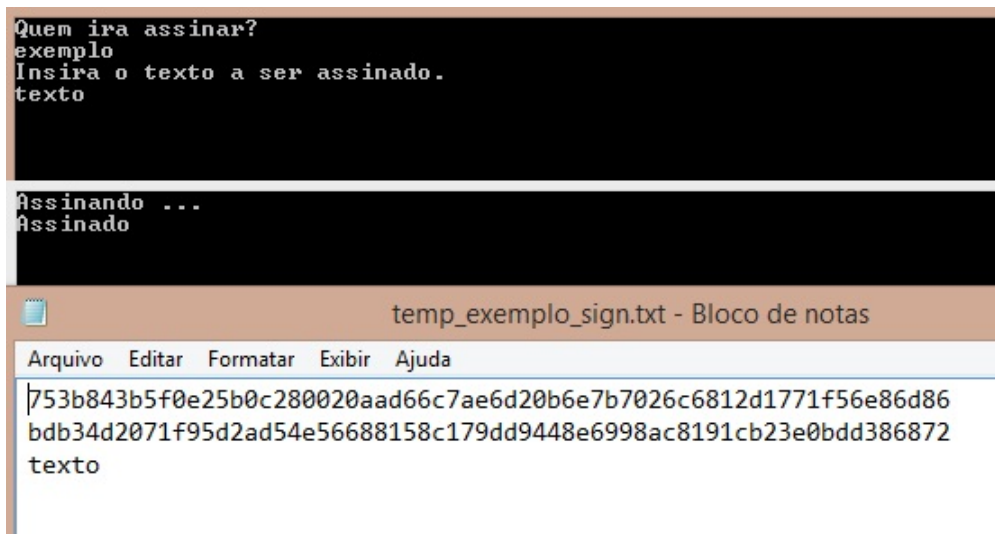 Quem ira assinar?
exemplo
Insira o texto a ser assinado.
texto
Assinando ...
Assinado
temp_exemplo_sign.txt - Bloco de notas
Arquivo Editar Formatar Exibir Ajuda
753b843b5f0e25b0c280020aad66c7ae6d20b6e7b7026c6812d1771f56e86d86
bdb34d2071f95d2ad54e56688158c179dd9448e6998ac8191cb23e0bdd386872
texto